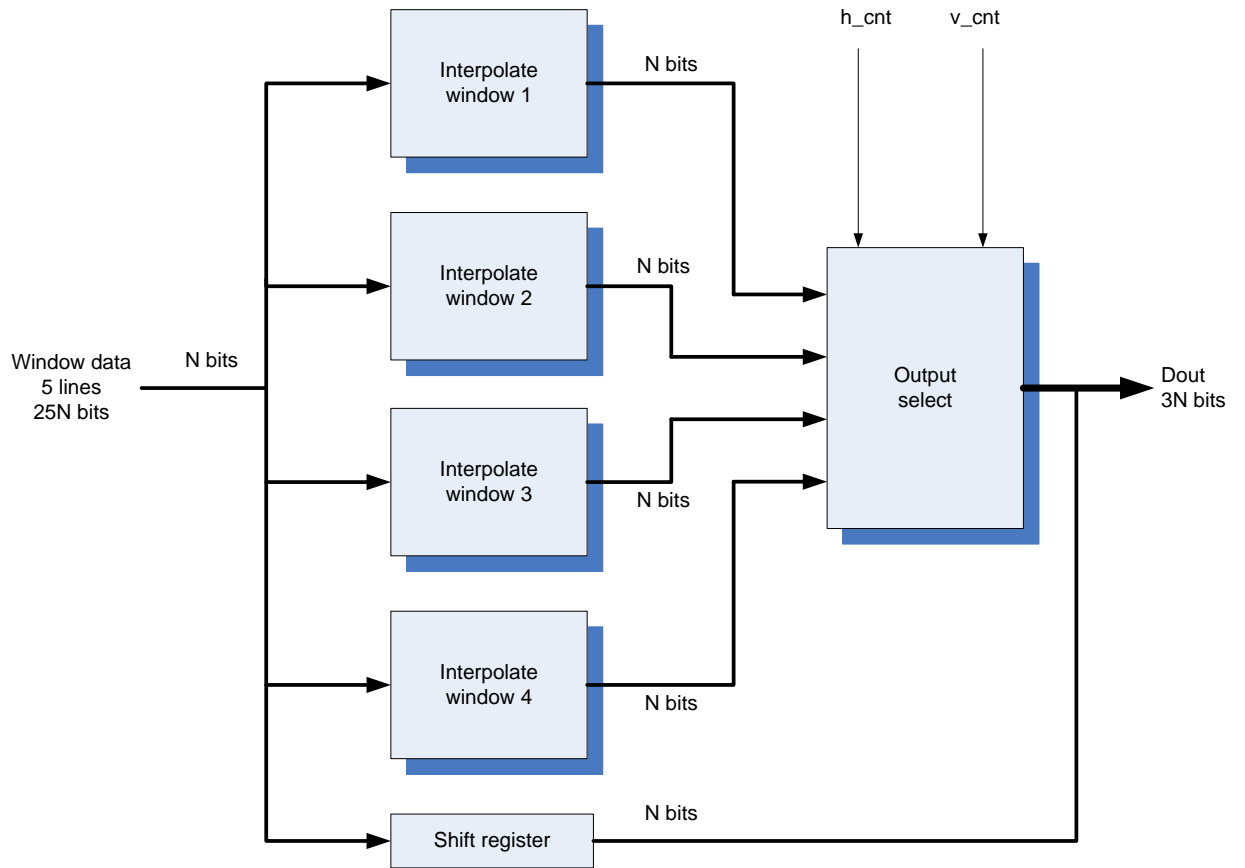 h_cnt
v_cnt
Interpolate
window 1
N bits
Interpolate
window 2
N bits
Window data
5 lines
25N bits
N bits
Output
select
Dout
3N bits
Interpolate
window 3
N bits
Interpolate
window 4
N bits
Shift register
N bits